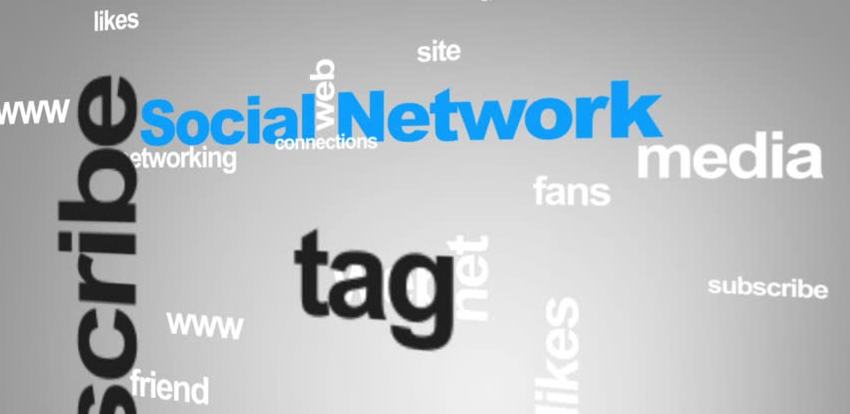 likes
site
web
www
Social Network
connections
etworking
media
fans
scribe
tag
net
subscribe
www
likes
friend